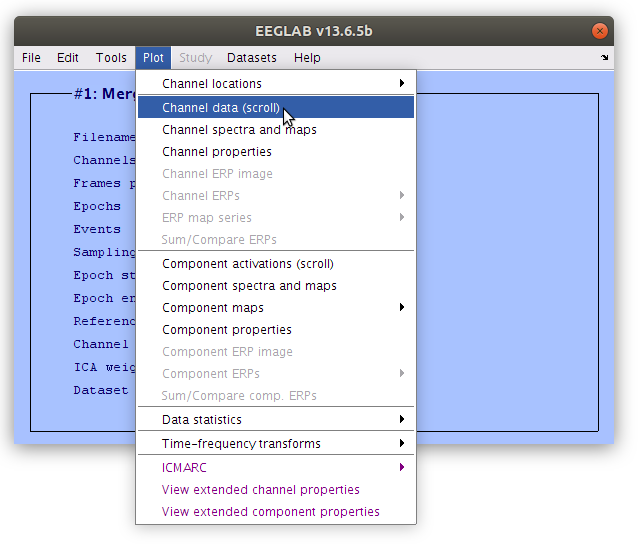 EEGLAB v13.6.5b
File Edit Tools Plot Study Datasets Help
#1: Mer
Filename
Channels
Frames p
Epochs
Events
Sampling
Epoch st
Epoch en
Referenc
Channel
ICA weig
Dataset
Channel locations
Channel data (scroll)
Channel spectra and maps
Channel properties
Channel ERP image
Channel ERPs
ERP map series
Sum/Compare ERPs
Component activations (scroll)
Component spectra and maps
Component maps
Component properties
Component ERP image
Component ERPs
Sum/Compare comp. ERPs
Data statistics
Time-frequency transforms
ICMARC
View extended channel properties
View extended component properties